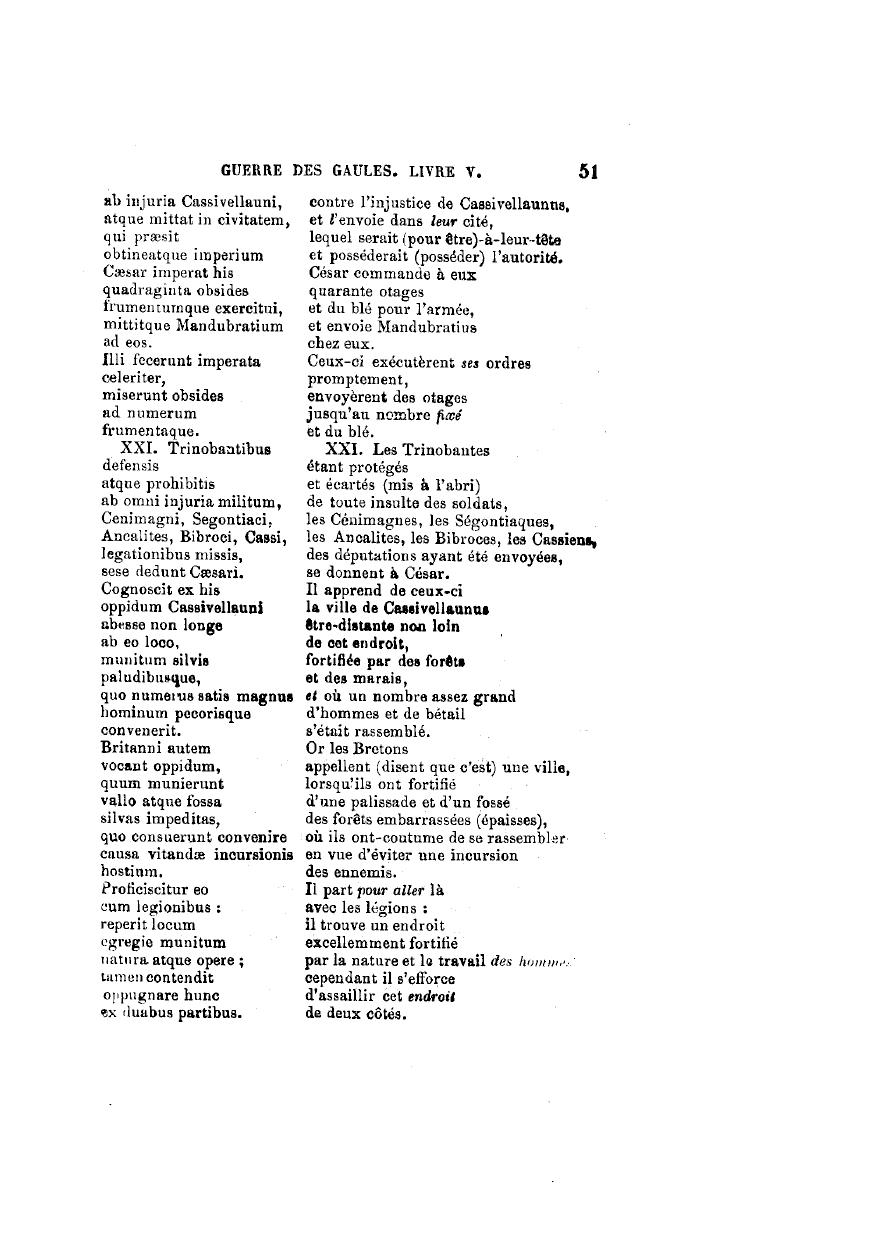 GUERRE DES GAULES. LIVRE V. 51
ab injuria Cassivellauni,
atque mittat in civitatem,
qui præsit
obtineatque imperium
Cæsar imperat his
quadraginta obsides
frumentumque exercitui,
mittitque Mandubratium
ad eos.
Illi fecerunt imperata
celeriter,
miserunt obsides
ad numerum
frumentaque.
XXI. Trinobantibus
defensis
atque prohibitis
ab omni injuria militum,
Cenimagni, Segontiaci,
Ancalites, Bibroci, Cassi,
legationibus missis,
sese dedunt Cæsari.
Cognoscit ex his
oppidum Cassivellauni
abesse non longe
ab eo loco,
munitum silvis
paludibusque,
quo numerus satis magnus
hominum pecorisque
convenerit.
Britanni autem
vocant oppidum,
quum munierunt
vallo atque fossa
silvas impeditas,
quo consuerunt convenire
causa vitandæ incursionis
hostium.
Proficiscitur eo
cum legionibus :
reperit locum
egregie munitum
natura atque opere ;
tamen contendit
oppugnare hunc
ex duabus partibus.
contre l'injustice de Cassivellaunus,
et l'envoie dans leur cité,
lequel serait (pour être)-à-leur-tête
et posséderait (posséder) l'autorité.
César commande à eux
quarante otages
et du blé pour l'armée,
et envoie Mandubratius
chez eux.
Ceux-ci exécutèrent ses ordres
promptement,
envoyèrent des otages
jusqu'au nombre fixé
et du blé.
XXI. Les Trinobantes
étant protégés
et écartés (mis à l'abri)
de toute insulte des soldats,
les Cénimagnes, les Ségontiaques,
les Ancalites, les Bibroces, les Cassiens,
des députations ayant été envoyées,
se donnent à César.
Il apprend de ceux-ci
la ville de Cassivellaunus
être-distante non loin
de cet endroit,
fortifiée par des forêts
et des marais,
et où un nombre assez grand
d'hommes et de bétail
s'était rassemblé.
Or les Bretons
appellent (disent que c'est) une ville,
lorsqu'ils ont fortifié
d'une palissade et d'un fossé
des forêts embarrassées (épaisses),
où ils ont-coutume de se rassembler
en vue d'éviter une incursion
des ennemis.
Il part pour aller là
avec les légions :
il trouve un endroit
excellemment fortifié
par la nature et le travail des hommes
cependant il s'efforce
d'assaillir cet endroit
de deux côtés.